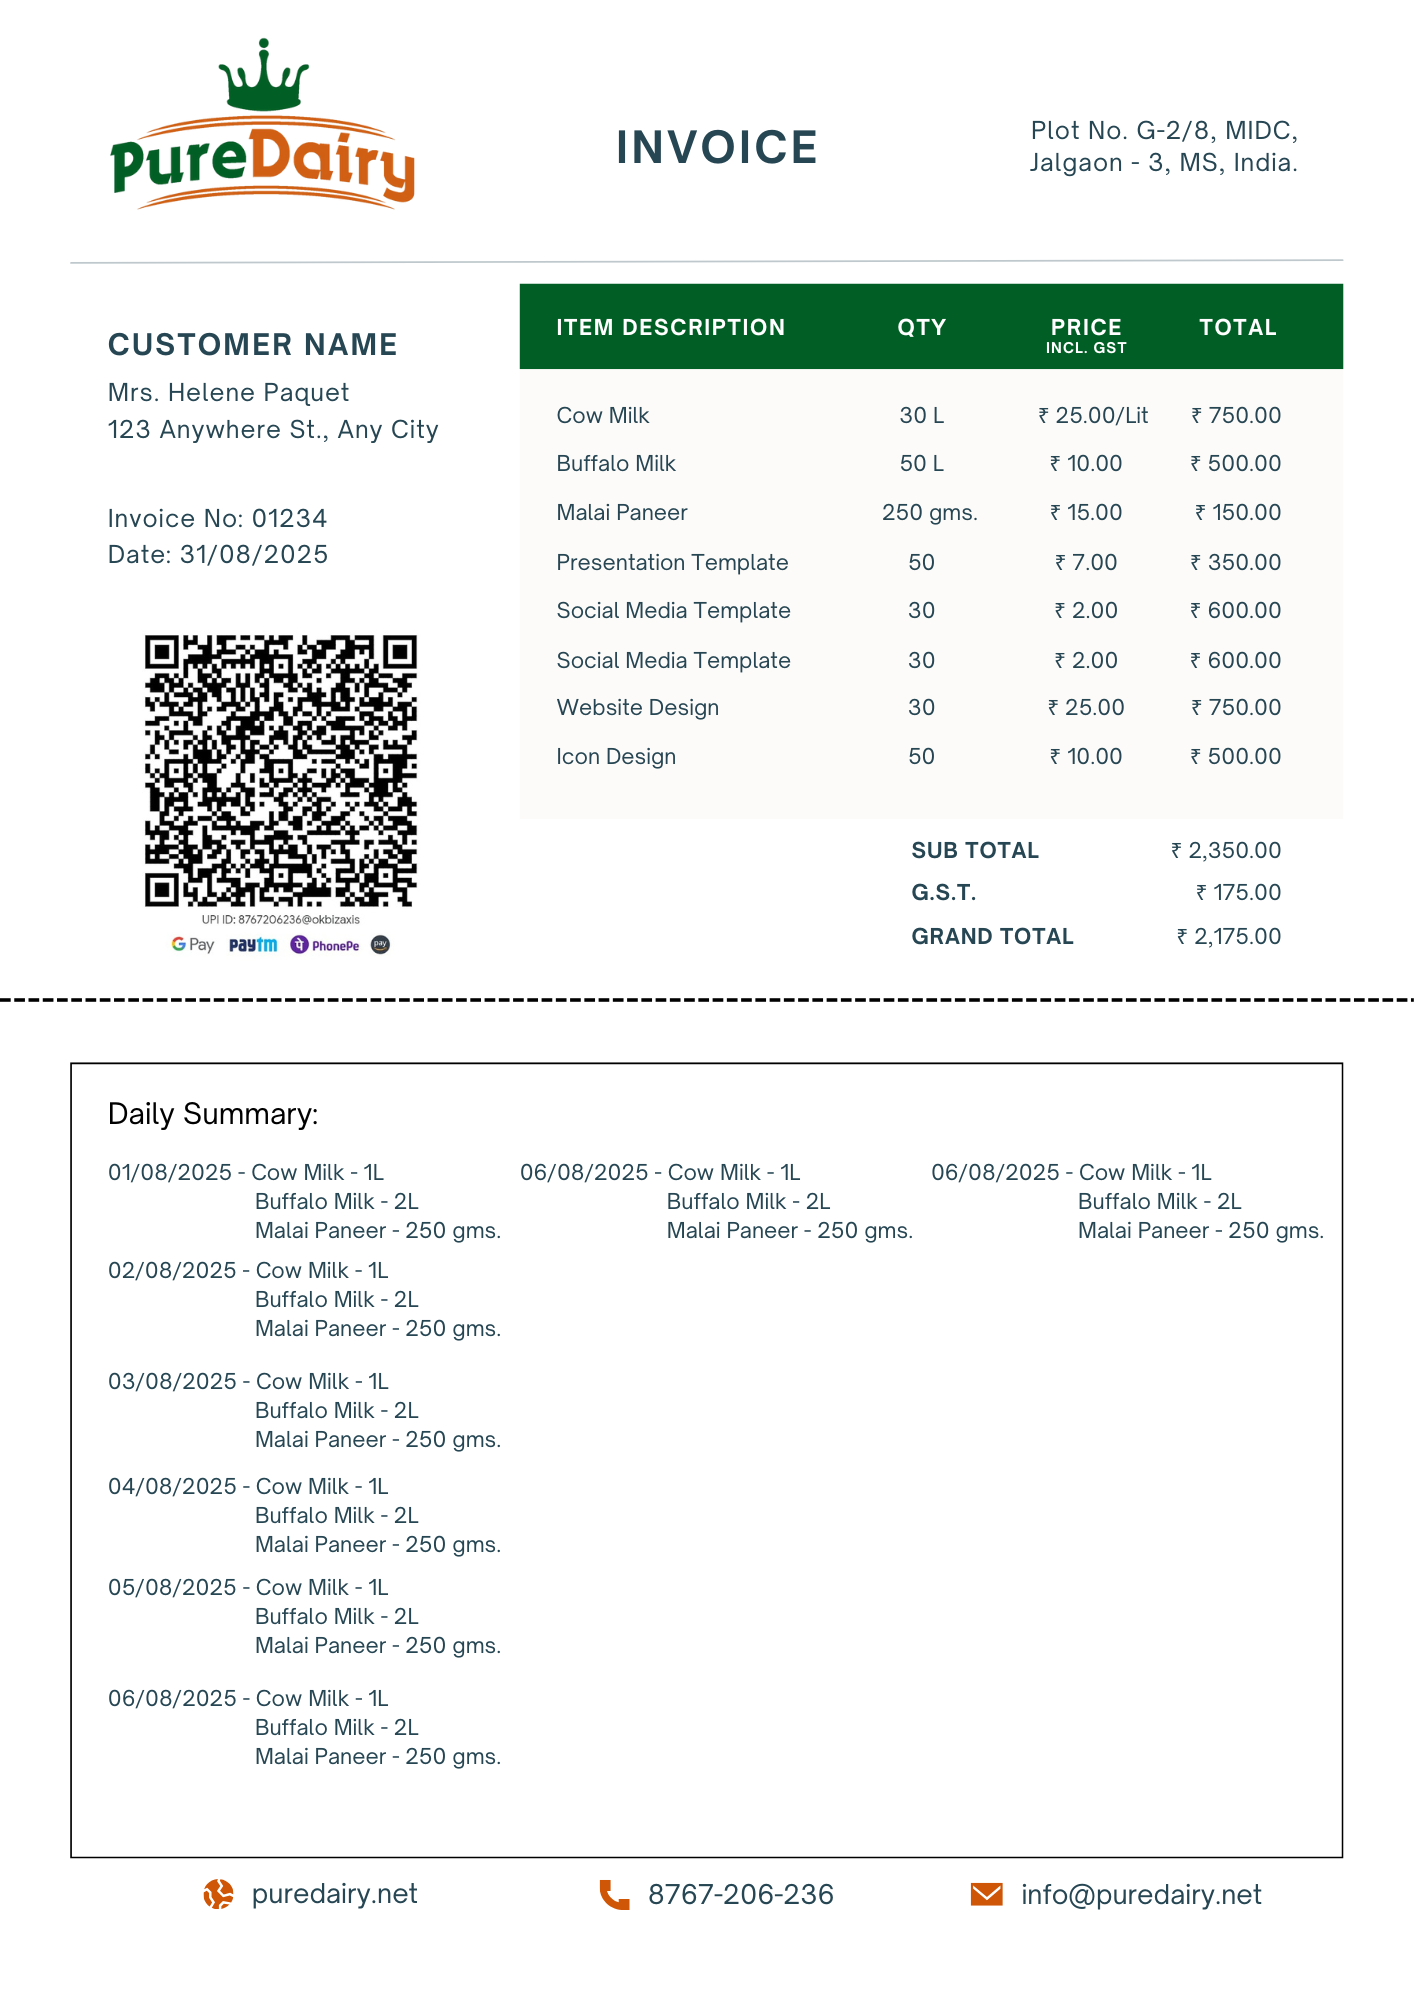 PureDairy
INVOICE
Plot No. G-2/8, MIDC,
Jalgaon - 3, MS, India.
CUSTOMER NAME
Mrs. Helene Paquet
123 Anywhere St., Any City
Invoice No: 01234
Date: 31/08/2025
UPI ID: 8767206236@okbizaxis
G Pay paytm पे PhonePe pay
ITEM DESCRIPTION QTY PRICE TOTAL
INCL. GST
Cow Milk 30 L ₹ 25.00/Lit ₹ 750.00
Buffalo Milk 50 L ₹ 10.00 ₹ 500.00
Malai Paneer 250 gms. ₹ 15.00 ₹ 150.00
Presentation Template 50 ₹ 7.00 ₹ 350.00
Social Media Template 30 ₹ 2.00 ₹ 600.00
Social Media Template 30 ₹ 2.00 ₹ 600.00
Website Design 30 ₹ 25.00 ₹ 750.00
Icon Design 50 ₹ 10.00 ₹ 500.00
SUB TOTAL ₹ 2,350.00
G.S.T. ₹ 175.00
GRAND TOTAL ₹ 2,175.00
Daily Summary:
01/08/2025 - Cow Milk - 1L
Buffalo Milk - 2L
Malai Paneer - 250 gms.
02/08/2025 - Cow Milk - 1L
Buffalo Milk - 2L
Malai Paneer - 250 gms.
03/08/2025 - Cow Milk - 1L
Buffalo Milk - 2L
Malai Paneer - 250 gms.
04/08/2025 - Cow Milk - 1L
Buffalo Milk - 2L
Malai Paneer - 250 gms.
05/08/2025 - Cow Milk - 1L
Buffalo Milk - 2L
Malai Paneer - 250 gms.
06/08/2025 - Cow Milk - 1L
Buffalo Milk - 2L
Malai Paneer - 250 gms.
06/08/2025 - Cow Milk - 1L
Buffalo Milk - 2L
Malai Paneer - 250 gms.
06/08/2025 - Cow Milk - 1L
Buffalo Milk - 2L
Malai Paneer - 250 gms.
puredairy.net
8767-206-236
info@puredairy.net